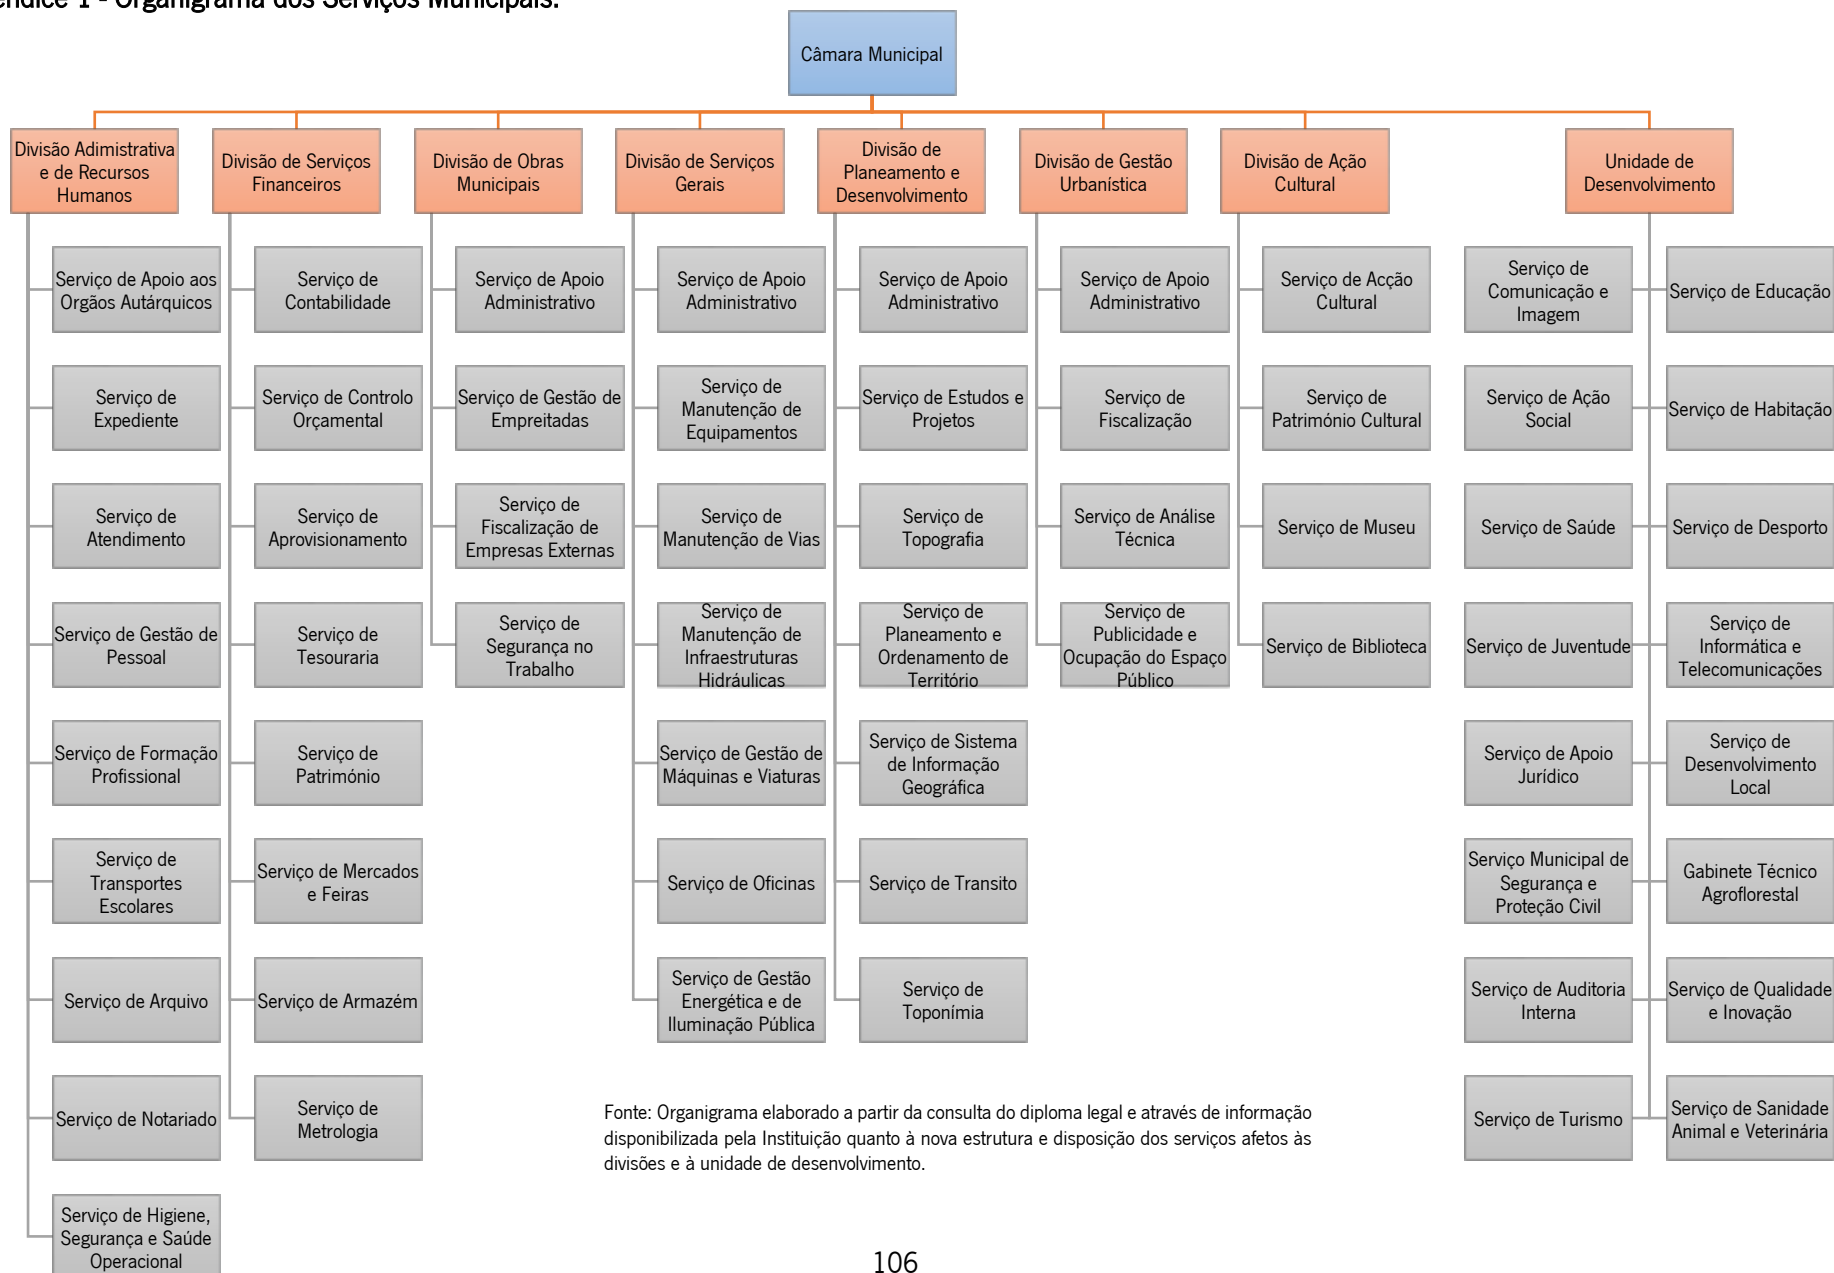 ndice 1 - Organigrama dos Serviços Municipais.
Câmara Municipal
Divisão Adimistrativa
e de Recursos
Humanos
Divisão de Serviços
Financeiros
Divisão de Obras
Municipais
Divisão de Serviços
Gerais
Divisão de
Planeamento e
Desenvolvimento
Divisão de Gestão
Urbanística
Divisão de Ação
Cultural
Unidade de
Desenvolvimento
Serviço de Apoio aos
Orgãos Autárquicos
Serviço de
Expediente
Serviço de
Atendimento
Serviço de Gestão de
Pessoal
Serviço de Formação
Profissional
Serviço de
Transportes
Escolares
Serviço de Arquivo
Serviço de Notariado
Serviço de Higiene,
Segurança e Saúde
Operacional
Serviço de
Contabilidade
Serviço de Controlo
Orçamental
Serviço de
Aprovisionamento
Serviço de
Tesouraria
Serviço de
Património
Serviço de Mercados
e Feiras
Serviço de Armazém
Serviço de
Metrologia
Serviço de Apoio
Administrativo
Serviço de Gestão de
Empreitadas
Serviço de
Fiscalização de
Empresas Externas
Serviço de
Segurança no
Trabalho
Serviço de Apoio
Administrativo
Serviço de
Manutenção de
Equipamentos
Serviço de
Manutenção de Vias
Serviço de
Manutenção de
Infraestruturas
Hidráulicas
Serviço de Gestão de
Máquinas e Viaturas
Serviço de Oficinas
Serviço de Gestão
Energética e de
Iluminação Pública
Serviço de Apoio
Administrativo
Serviço de Estudos e
Projetos
Serviço de
Topografia
Serviço de
Planeamento e
Ordenamento de
Território
Serviço de Sistema
de Informação
Geográfica
Serviço de Transito
Serviço de
Toponímia
Serviço de Apoio
Administrativo
Serviço de
Fiscalização
Serviço de Análise
Técnica
Serviço de
Publicidade e
Ocupação do Espaço
Público
Serviço de Acção
Cultural
Serviço de
Património Cultural
Serviço de Museu
Serviço de Biblioteca
Serviço de
Comunicação e
Imagem
Serviço de Educação
Serviço de Ação
Social
Serviço de Habitação
Serviço de Saúde
Serviço de Desporto
Serviço de Juventude
Serviço de
Informática e
Telecomunicações
Serviço de Apoio
Jurídico
Serviço de
Desenvolvimento
Local
Serviço Municipal de
Segurança e
Proteção Civil
Gabinete Técnico
Agroflorestal
Serviço de Auditoria
Interna
Serviço de Qualidade
e Inovação
Serviço de Turismo
Serviço de Sanidade
Animal e Veterinária
Fonte: Organigrama elaborado a partir da consulta do diploma legal e através de informação
disponibilizada pela Instituição quanto à nova estrutura e disposição dos serviços afetos às
divisões e à unidade de desenvolvimento.
106